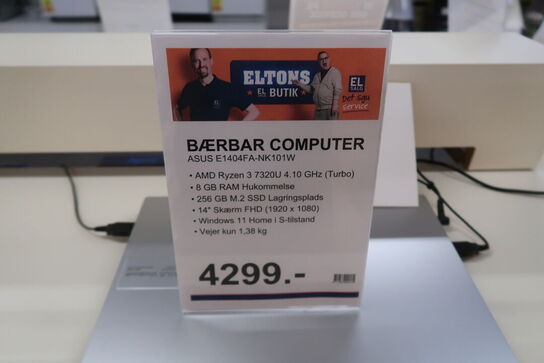 ELTONS
EL BUTIK
EL
SALG
Det sgu
service
BÆRBAR COMPUTER
ASUS E1404FA-NK101W
• AMD Ryzen 3 7320U 4.10 GHz (Turbo)
• 8 GB RAM Hukommelse
• 256 GB M.2 SSD Lagringsplads
• 14" Skærm FHD (1920 x 1080)
• Windows 11 Home i S-tilstand
• Vejer kun 1,38 kg
4299.-